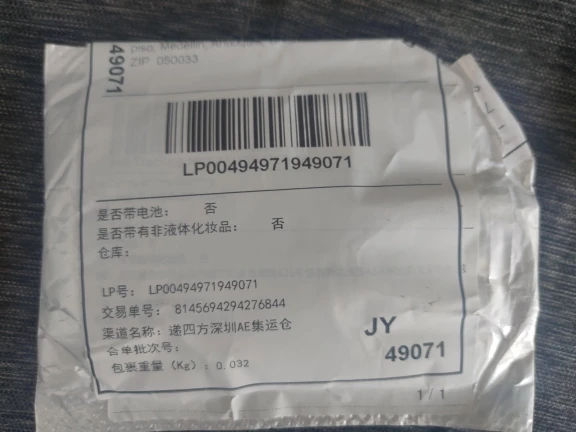 49071
piso, Medellin, Antioquia,
ZIP 050033
LP00494971949071
是否带电池： 否
是否带有非液体化妆品： 否
仓库：
LP号： LP00494971949071
交易单号： 8145694294276844
渠道名称：递四方深圳AE集运仓
合单批次号：
包裹重量（Kg）：0.032
JY
49071
1/1